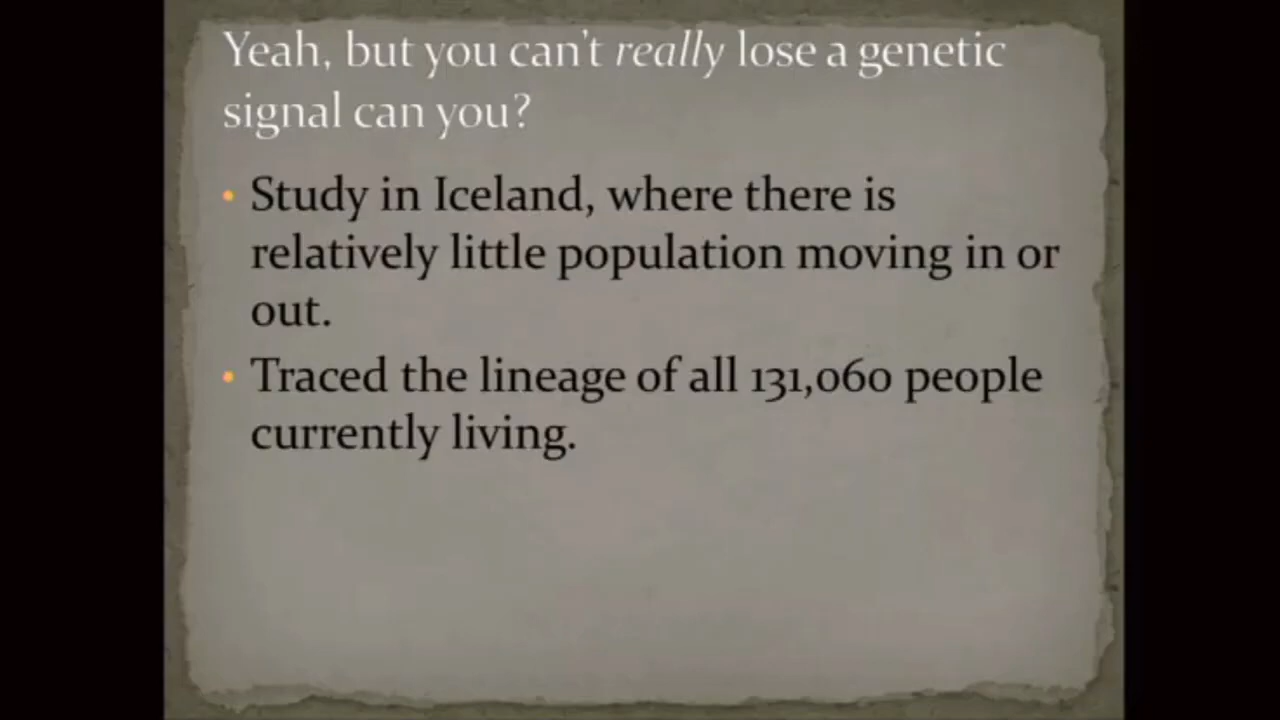 Yeah, but you can't really lose a genetic
signal can you?
• Study in Iceland, where there is
relatively little population moving in or
out.
• Traced the lineage of all 131,060 people
currently living.